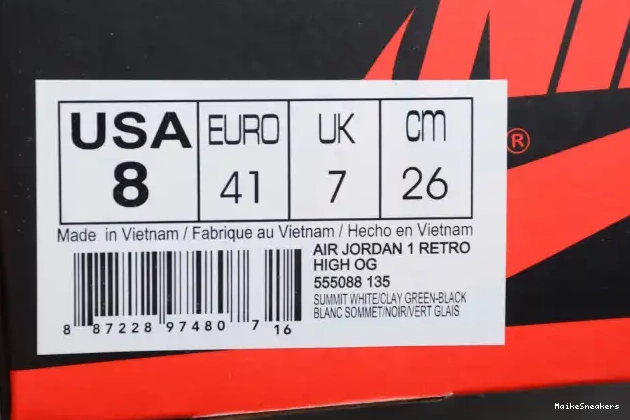 ®
USA EURO UK cm
8 41 7 26
Made in Vietnam / Fabrique au Vietnam / Hecho en Vietnam
AIR JORDAN 1 RETRO
HIGH OG
555088 135
SUMMIT WHITE/CLAY GREEN-BLACK
BLANC SOMMET/NOIR/VERT GLAIS
8 87228 97480 7 16
MaikeSneakers